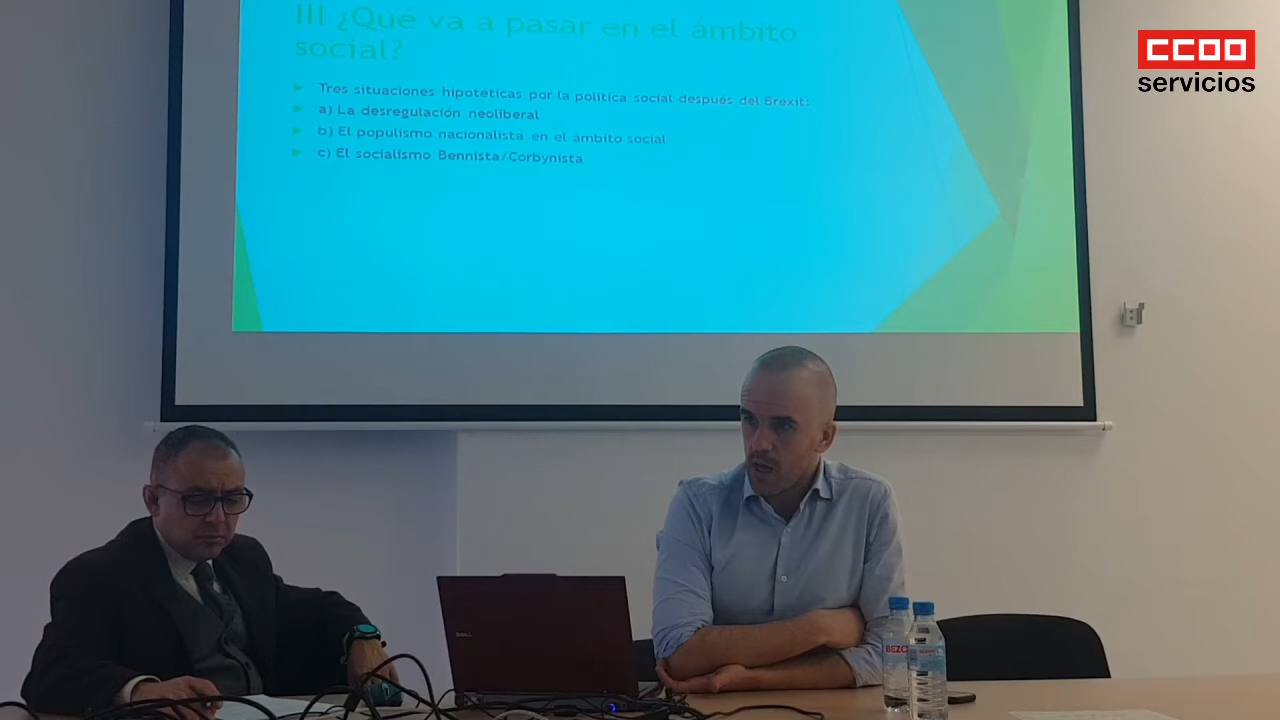 III ¿Qué va a pasar en el ámbito
social?
Tres situaciones hipotéticas por la política social después del Brexit:
a) La desregulación neoliberal
b) El populismo nacionalista en el ámbito social
c) El socialismo Bennista/Corbynista
CCOO
servicios
DELL